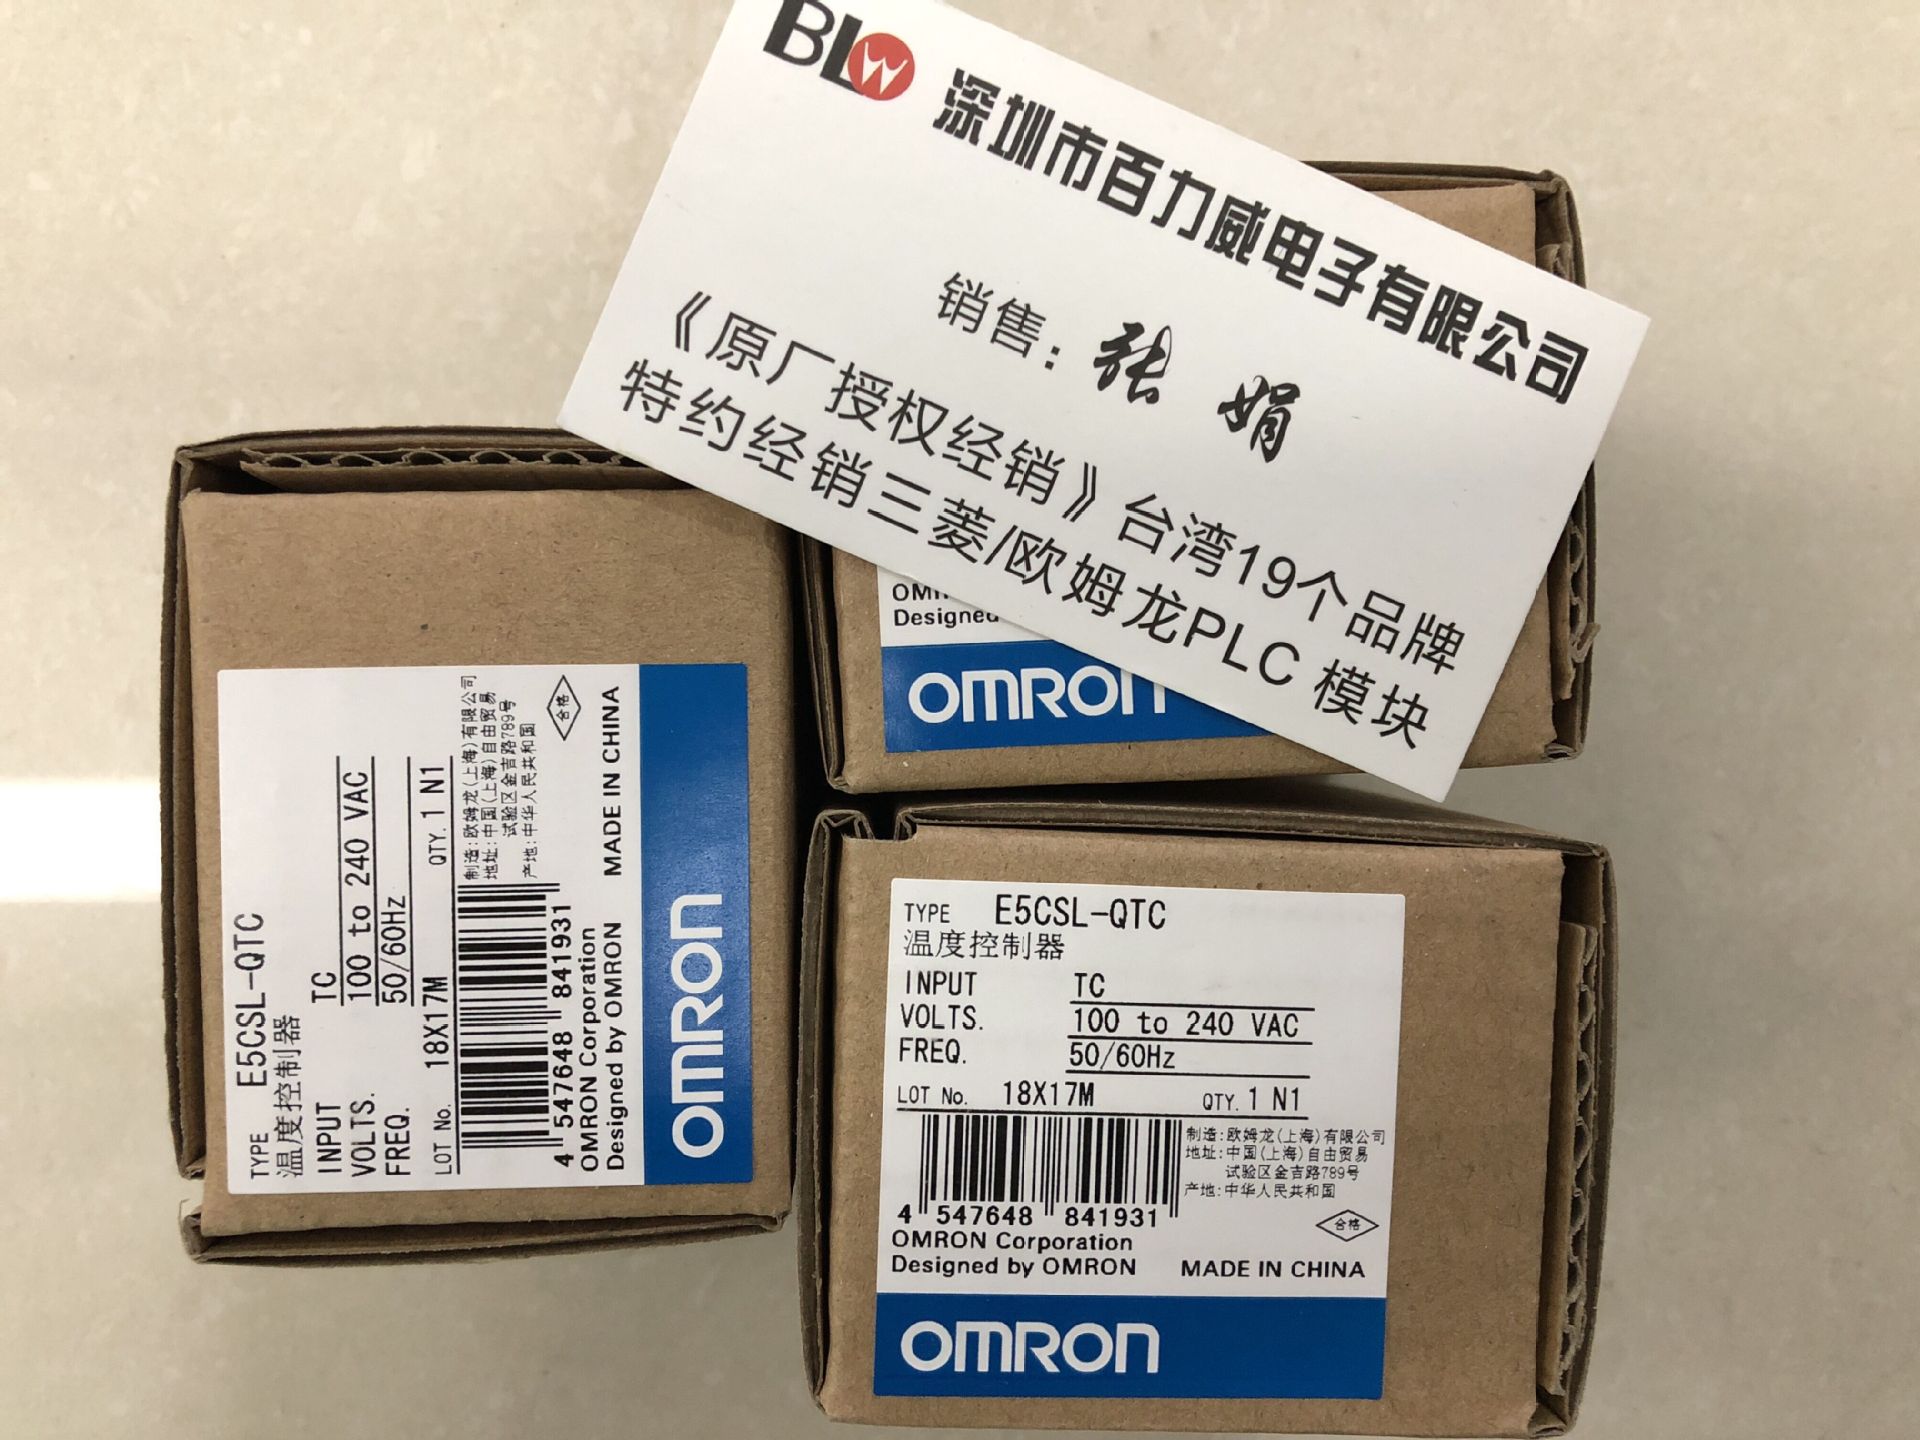 BLW 深圳市百力威电子有限公司
销售：张 娟
《原厂授权经销》台湾19个品牌
特约经销三菱/欧姆龙PLC 模块
Designed
OMRON
TYPE E5CSL-QTC
温度控制器
INPUT TC
VOLTS. 100 to 240 VAC
FREQ. 50/60Hz
LOT No. 18X17M QTY. 1 N1
制造:欧姆龙(上海)有限公司
地址:中国(上海)自由贸易
试验区金吉路789号
产地:中华人民共和国
合格
4 547648 841931
OMRON Corporation
Designed by OMRON MADE IN CHINA
OMRON
TYPE E5CSL-QTC
温度控制器
INPUT TC
VOLTS. 100 to 240 VAC
FREQ. 50/60Hz
LOT No. 18X17M QTY. 1 N1
制造:欧姆龙(上海)有限公司
地址:中国(上海)自由贸易
试验区金吉路789号
产地:中华人民共和国
合格
4 547648 841931
OMRON Corporation
Designed by OMRON MADE IN CHINA
OMRON